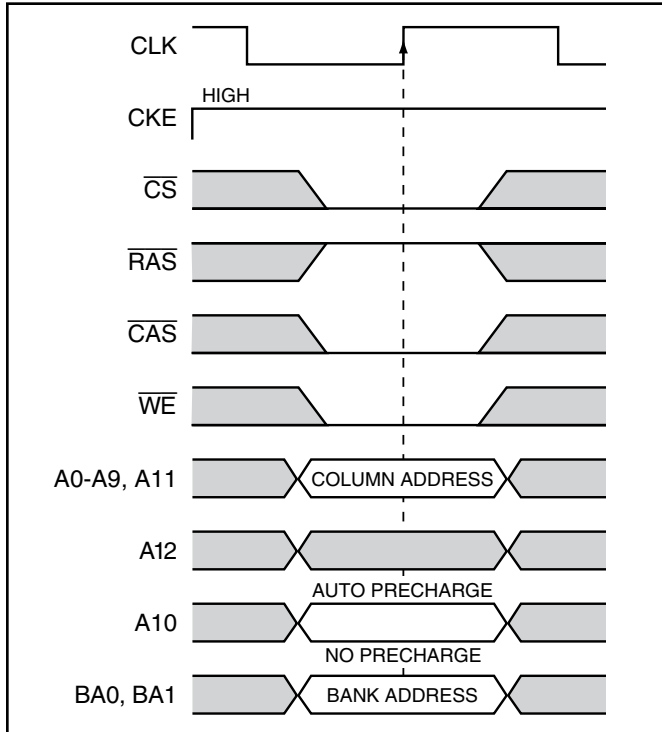 CLK
HIGH
CKE
CS
RAS
CAS
WE
A0-A9, A11 COLUMN ADDRESS
A12
AUTO PRECHARGE
A10
NO PRECHARGE
BA0, BA1 BANK ADDRESS